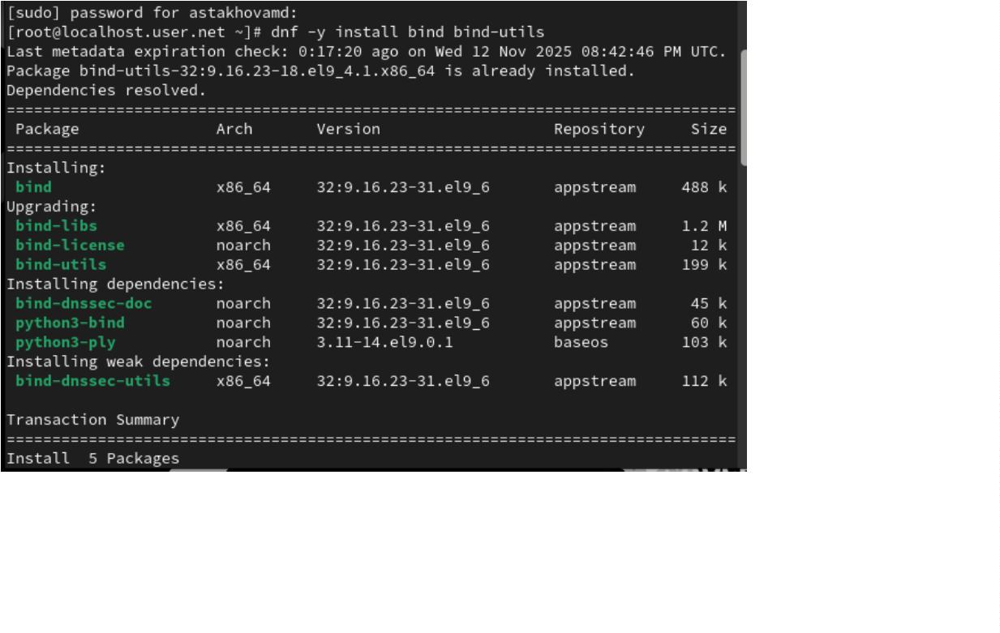 [sudo] password for astakhovamd:
[root@localhost.user.net ~]# dnf -y install bind bind-utils
Last metadata expiration check: 0:17:20 ago on Wed 12 Nov 2025 08:42:46 PM UTC.
Package bind-utils-32:9.16.23-18.el9_4.1.x86_64 is already installed.
Dependencies resolved.
================================================================================
Package Arch Version Repository Size
================================================================================
Installing:
bind x86_64 32:9.16.23-31.el9_6 appstream 488 k
Upgrading:
bind-libs x86_64 32:9.16.23-31.el9_6 appstream 1.2 M
bind-license noarch 32:9.16.23-31.el9_6 appstream 12 k
bind-utils x86_64 32:9.16.23-31.el9_6 appstream 199 k
Installing dependencies:
bind-dnssec-doc noarch 32:9.16.23-31.el9_6 appstream 45 k
python3-bind noarch 32:9.16.23-31.el9_6 appstream 60 k
python3-ply noarch 3.11-14.el9.0.1 baseos 103 k
Installing weak dependencies:
bind-dnssec-utils x86_64 32:9.16.23-31.el9_6 appstream 112 k
Transaction Summary
================================================================================
Install 5 Packages